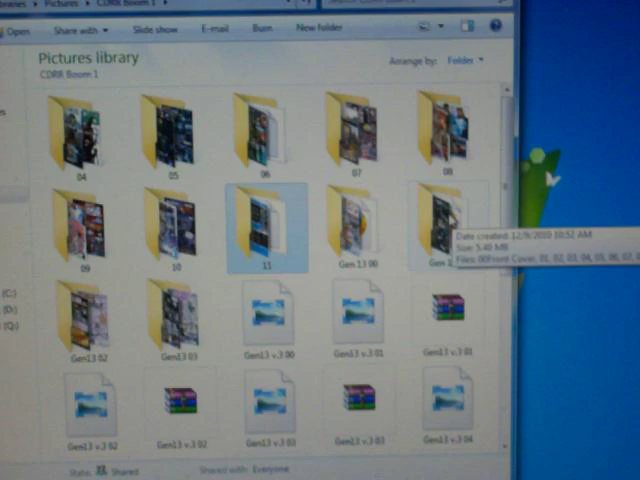 Pictures
CDRR Boom 1
Open
Share with
Slide show
E-mail
Burn
New folder
Pictures library
CDRR Boom 1
Arrange by: Folder
04
05
06
07
08
09
10
11
Gen 13 00
Gen
Date created: 12/9/2010 10:52 AM
Size: 5.40 MB
Files: 00Front Cover, 01, 02, 03, 04, 05, 06, 07,
(C:)
(D:)
(Q:)
Gen13 02
Gen13 03
Gen13 v.3 00
Gen13 v.3 01
Gen13 v.3 01
Gen13 v.3 02
Gen13 v.3 02
Gen13 v.3 03
Gen13 v.3 03
Gen13 v.3 04
State: Shared
Shared with: Everyone